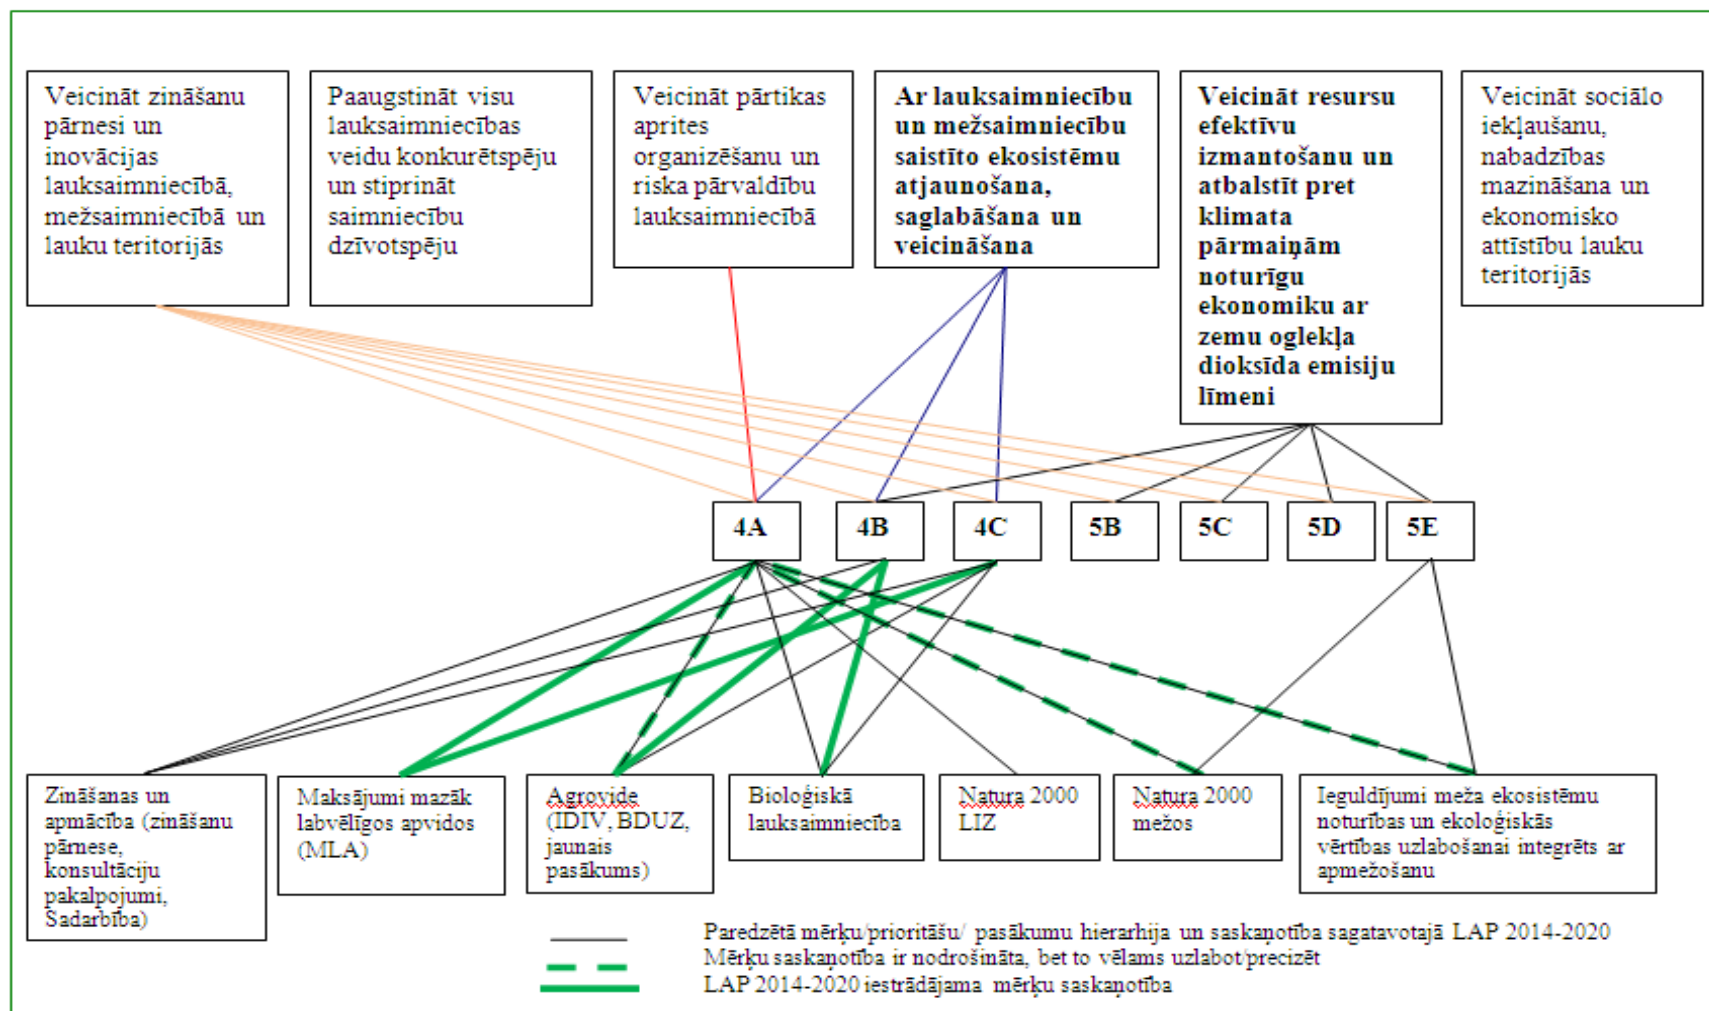 Veicināt zināšanu
pārnesi un
inovācijas
lauksaimniecībā,
mežsaimniecībā un
lauku teritorijās
Paaugstināt visu
lauksaimniecības
veidu konkurētspēju
un stiprināt
saimniecību
dzīvotspēju
Veicināt pārtikas
aprites
organizēšanu un
riska pārvaldību
lauksaimniecībā
Ar lauksaimniecību
un mežsaimniecību
saistīto ekosistēmu
atjaunošana,
saglabāšana un
veicināšana
Veicināt resursu
efektīvu
izmantošanu un
atbalstīt pret
klimata
pārmaiņām
noturīgu
ekonomiku ar
zemu oglekļa
dioksīda emisiju
līmeni
Veicināt sociālo
iekļaušanu,
nabadzības
mazināšana un
ekonomisko
attīstību lauku
teritorijās
4A
4B
4C
5B
5C
5D
5E
Zināšanas un
apmācība (zināšanu
pārnese,
konsultāciju
pakalpojumi,
Sadarbība)
Maksājumi mazāk
labvēlīgos apvidos
(MLA)
Agrovide
(IDIV, BDUZ,
jaunais
pasākums)
Bioloģiskā
lauksaimniecība
Natura 2000
LIZ
Natura 2000
mežos
Ieguldījumi meža ekosistēmu
noturības un ekoloģiskās
vērtības uzlabošanai integrēts ar
apmežošanu
Paredzētā mērķu/prioritāšu/ pasākumu hierarhija un saskaņotība sagatavotajā LAP 2014-2020
Mērķu saskaņotība ir nodrošināta, bet to vēlams uzlabot/precizēt
LAP 2014-2020 iestrādājama mērķu saskaņotība